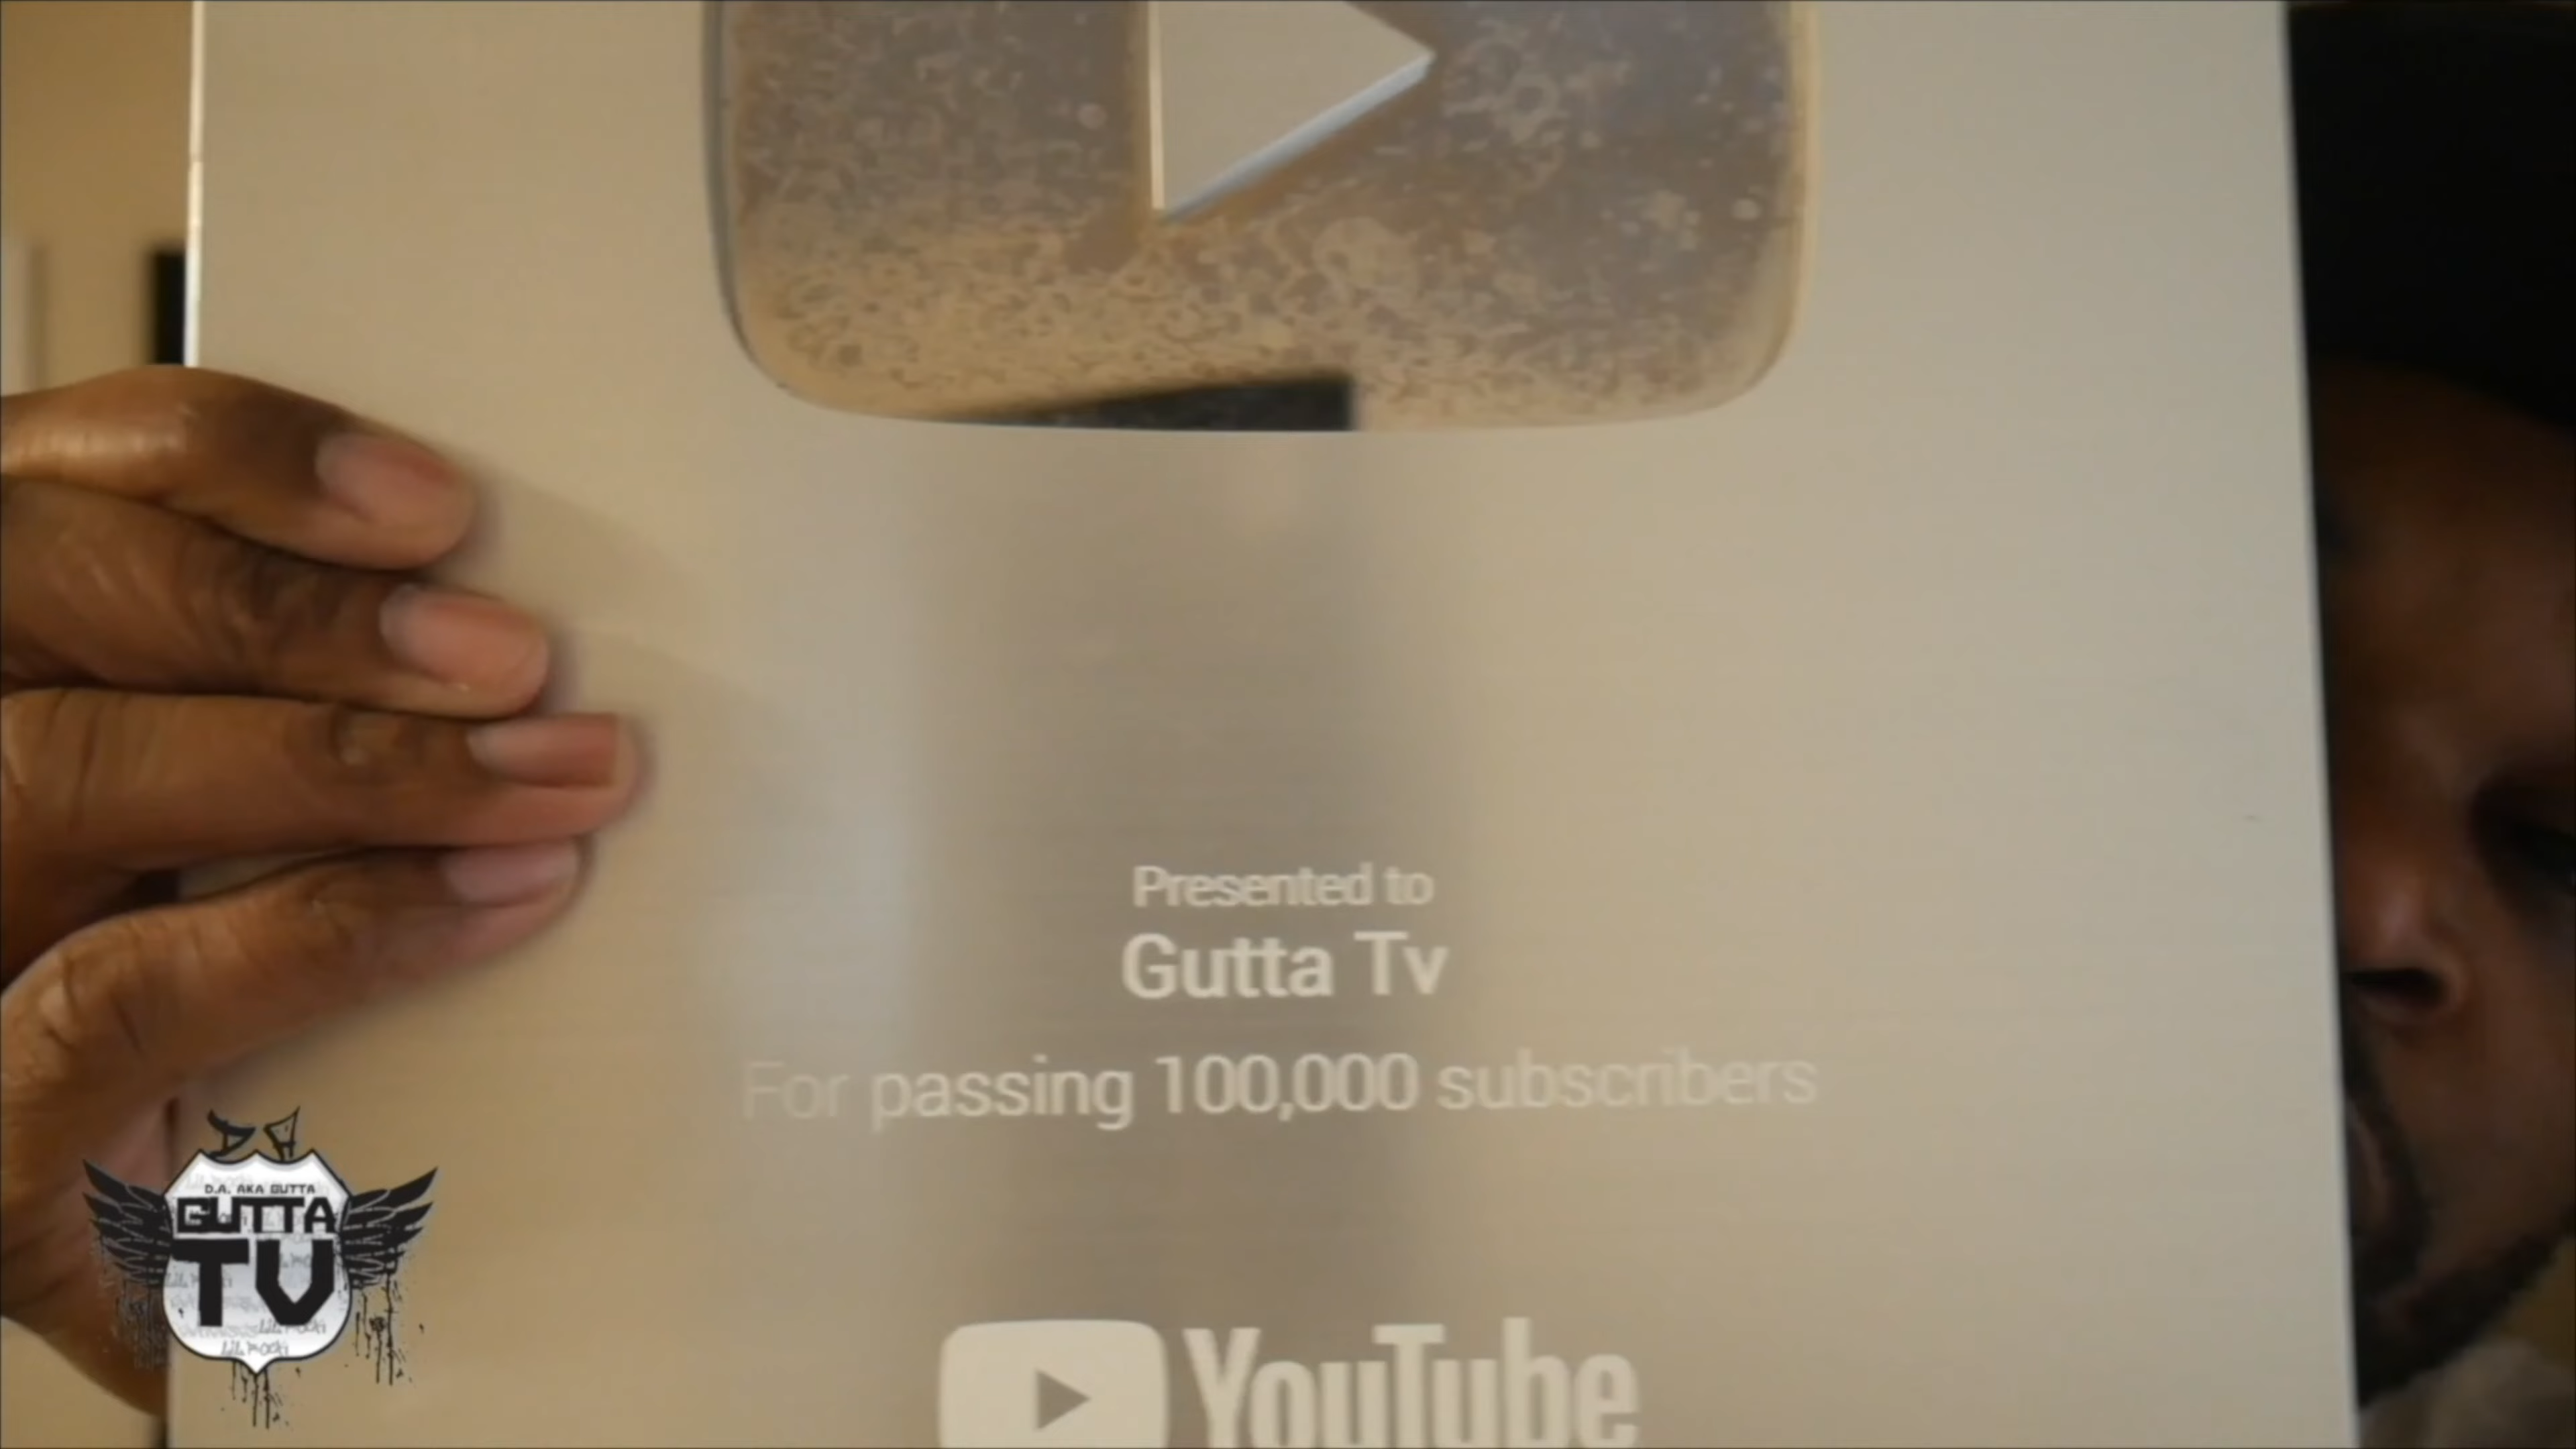 Presented to
Gutta Tv
For passing 100,000 subscribers
YouTube
D A
D.A. AKA GUTTA
GUTTA
TV